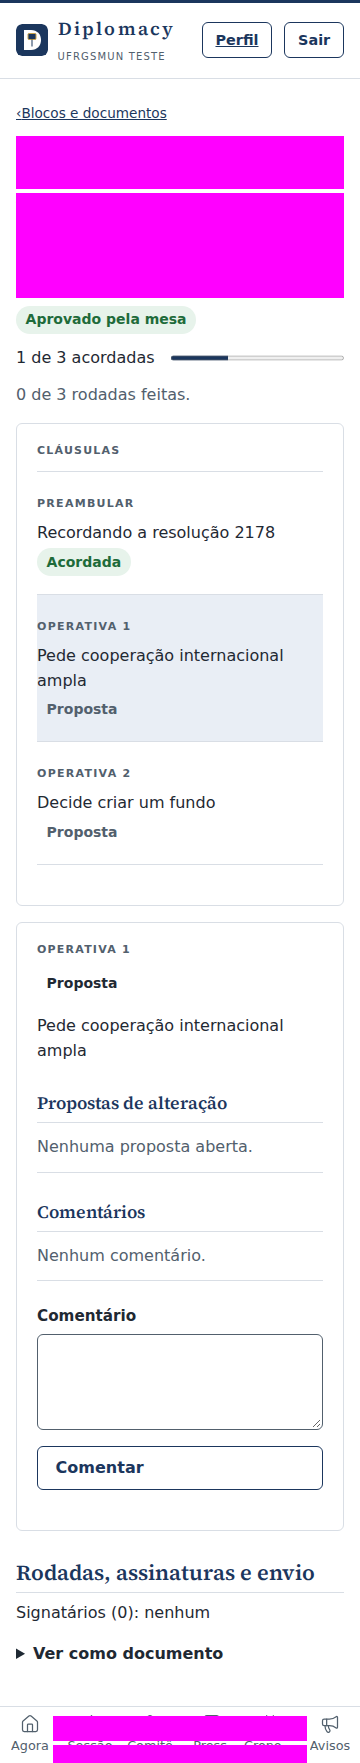 Diplomacy
UFRGSMUN TESTE
Perfil
Sair
‹Blocos e documentos
Aprovado pela mesa
1 de 3 acordadas
0 de 3 rodadas feitas.
CLÁUSULAS
PREAMBULAR
Recordando a resolução 2178
Acordada
OPERATIVA 1
Pede cooperação internacional
ampla
Proposta
OPERATIVA 2
Decide criar um fundo
Proposta
OPERATIVA 1
Proposta
Pede cooperação internacional
ampla
Propostas de alteração
Nenhuma proposta aberta.
Comentários
Nenhum comentário.
Comentário
Comentar
Rodadas, assinaturas e envio
Signatários (0): nenhum
Ver como documento
Agora
Avisos